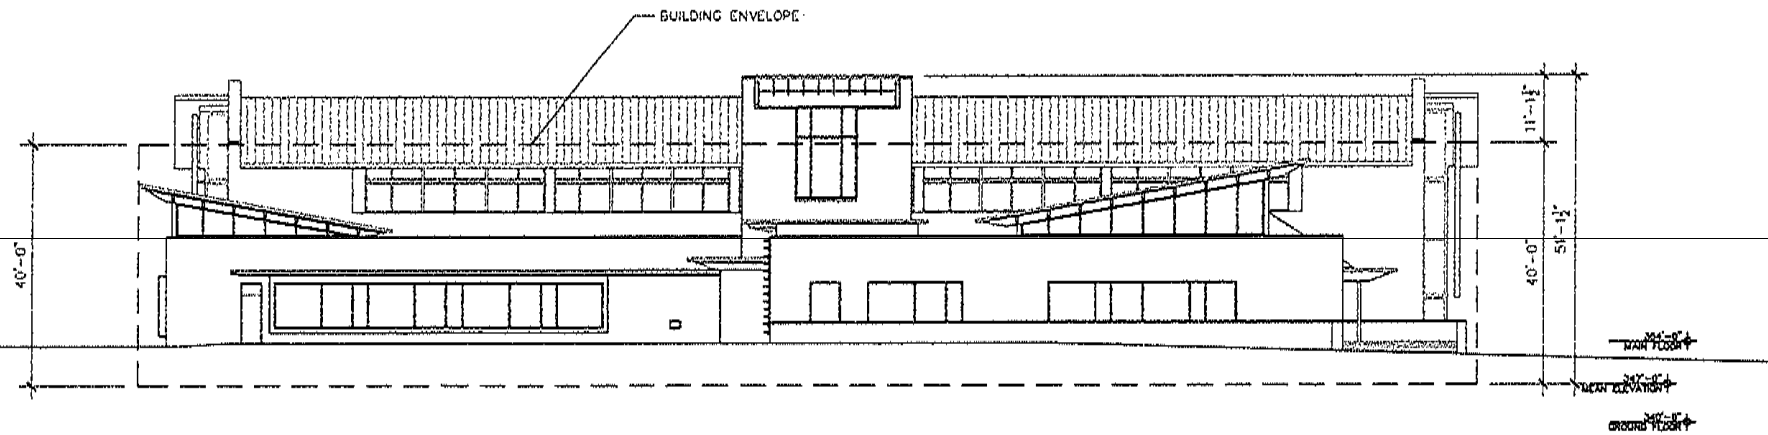 BUILDING ENVELOPE
11'-1½"
40'-0"
40'-0"
51'-1½"
MAIN FLOOR
MEAN ELEVATION
GROUND FLOOR